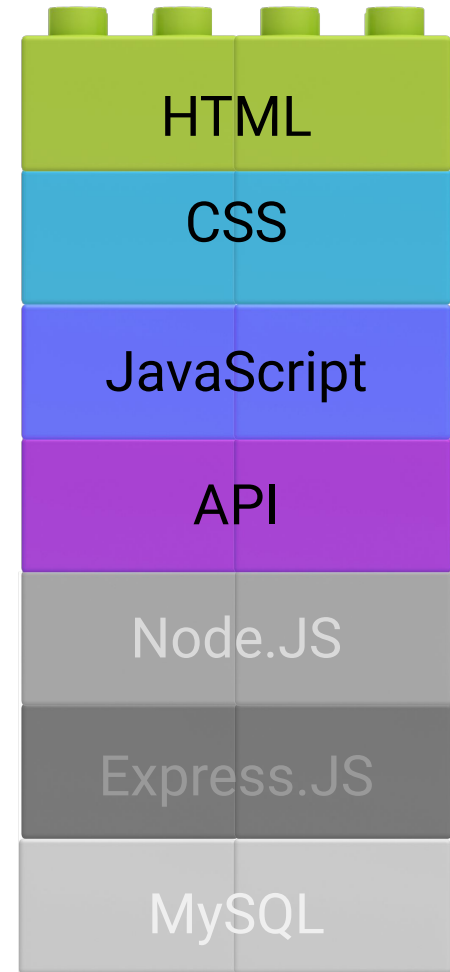 HTML
CSS
JavaScript
API
Node.JS
Express.JS
MySQL